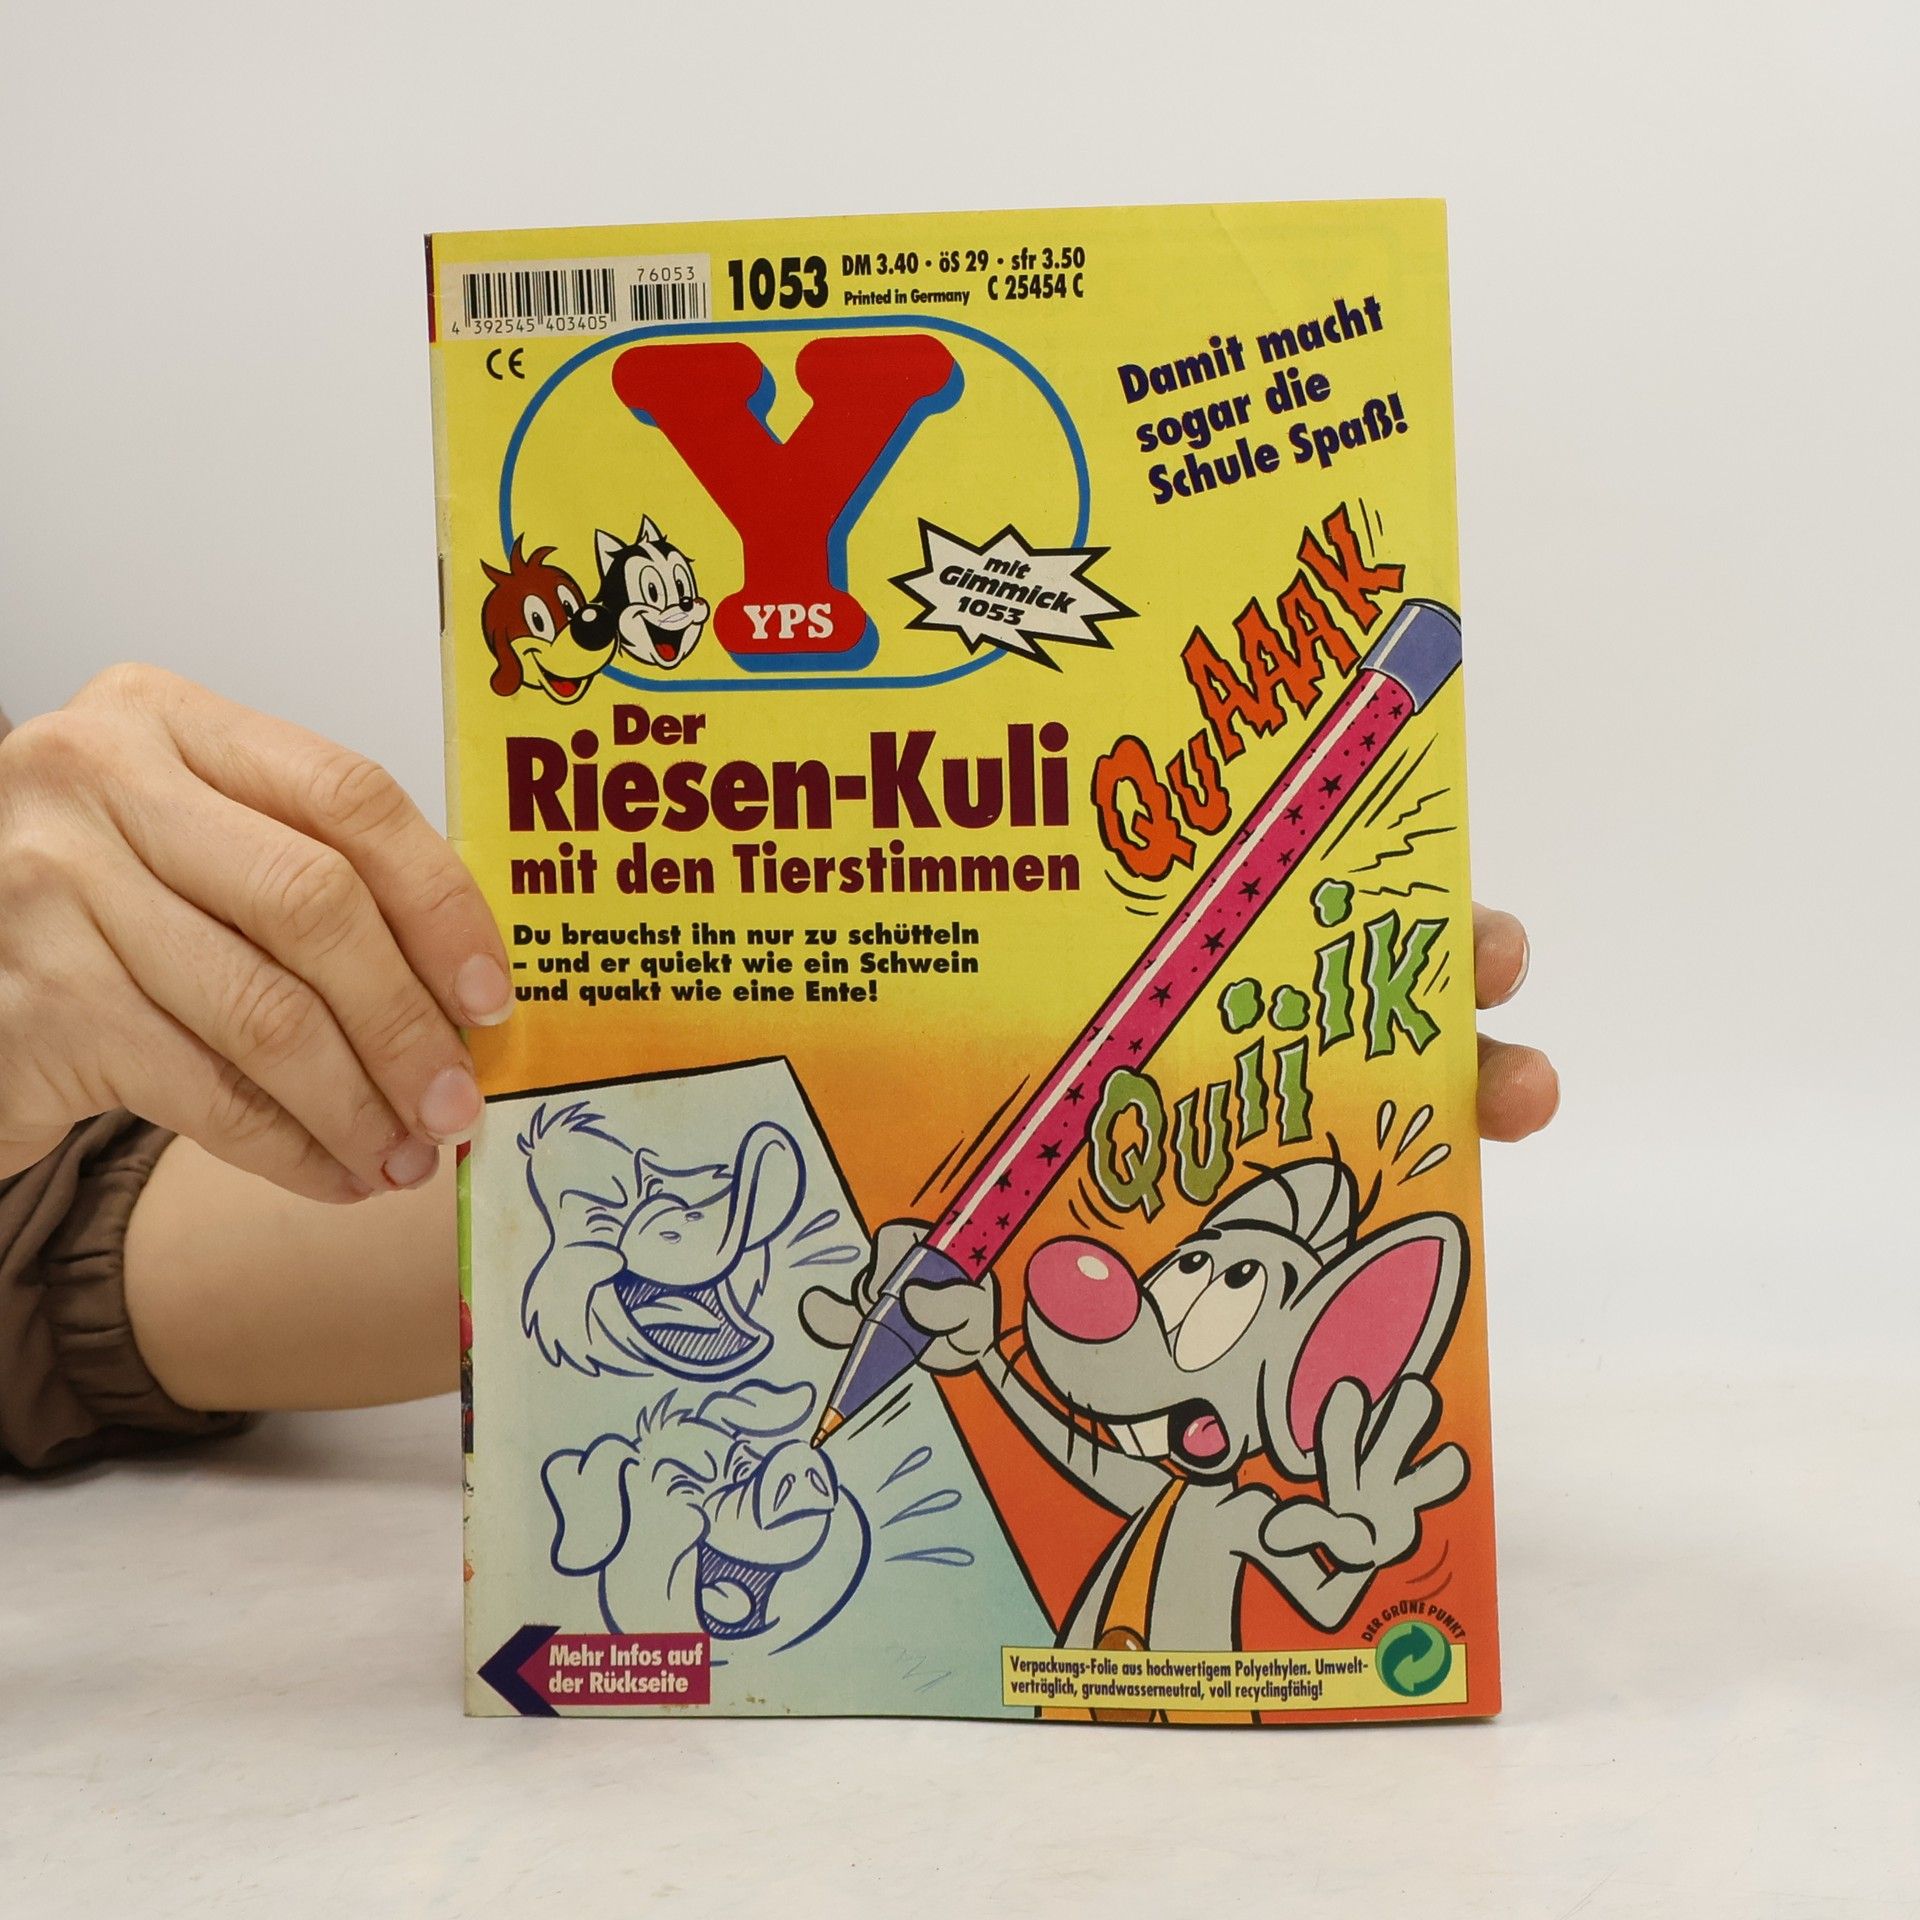 76053
4 392545 403405
1053
DM 3.40 · öS 29 · sfr 3.50
Printed in Germany C 25454 C
CE
Damit macht
sogar die
Schule Spaß!
YPS
mit
Gimmick
1053
Der
Riesen-Kuli
mit den Tierstimmen
Du brauchst ihn nur zu schütteln
– und er quiekt wie ein Schwein
und quakt wie eine Ente!
QUAAAK
QUiiiiK
Mehr Infos auf
der Rückseite
DER GRÜNE PUNKT
Verpackungs-Folie aus hochwertigem Polyethylen. Umwelt-
verträglich, grundwasserneutral, voll recyclingfähig!